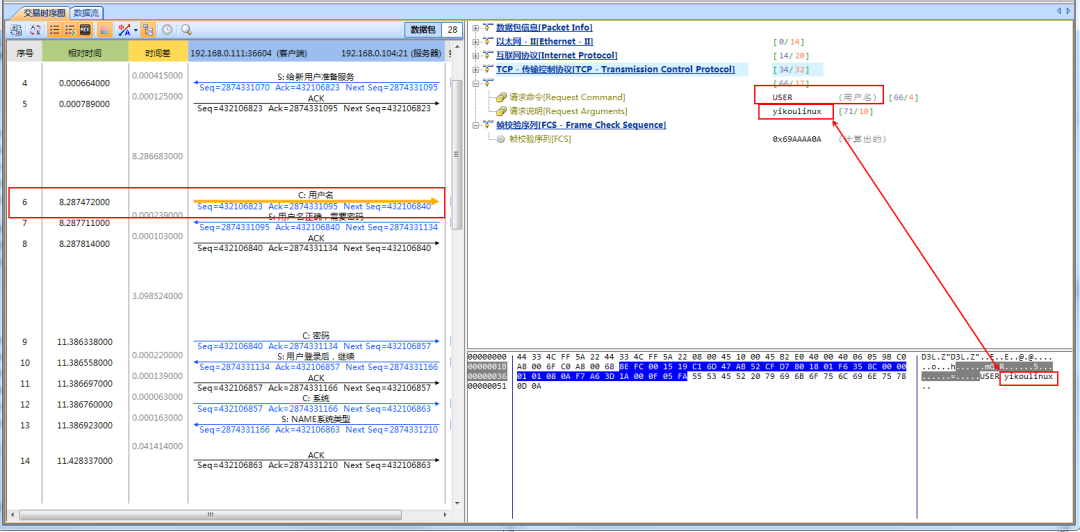 交易时序图 数据流
数据包 28
序号 相对时间 时间差 192.168.0.111:36604 (客户端) 192.168.0.104:21 (服务器)
0.000415000 S: 给新用户准备服务
4 0.000664000 Seq=2874331070 Ack=432106823 Next Seq=2874331095
0.000125000 ACK
5 0.000789000 Seq=432106823 Ack=2874331095 Next Seq=432106823
8.286683000
C: 用户名
6 8.287472000 Seq=432106823 Ack=2874331095 Next Seq=432106840
0.000239000 S: 用户名正确，需要密码
7 8.287711000 Seq=2874331095 Ack=432106840 Next Seq=2874331134
0.000103000 ACK
8 8.287814000 Seq=432106840 Ack=2874331134 Next Seq=432106840
3.098524000
C: 密码
9 11.386338000 Seq=432106840 Ack=2874331134 Next Seq=432106857
0.000220000 S: 用户登录后，继续
10 11.386558000 Seq=2874331134 Ack=432106857 Next Seq=2874331166
0.000139000 ACK
11 11.386697000 Seq=432106857 Ack=2874331166 Next Seq=432106857
0.000063000 C: 系统
12 11.386760000 Seq=432106857 Ack=2874331166 Next Seq=432106863
0.000163000 S: NAME系统类型
13 11.386923000 Seq=2874331166 Ack=432106863 Next Seq=2874331210
0.041414000 ACK
14 11.428337000 Seq=432106863 Ack=2874331210 Next Seq=432106863
数据包信息[Packet Info]
以太网 - II[Ethernet - II] [0/14]
互联网协议[Internet Protocol] [14/20]
TCP - 传输控制协议[TCP - Transmission Control Protocol] [34/32]
[66/17]
请求命令[Request Command] USER (用户名) [66/4]
请求说明[Request Arguments] yikoulinux [71/10]
帧校验序列[FCS - Frame Check Sequence]
帧校验序列[FCS] 0x69AAAA0A (计算出的)
00000000 44 33 4C FF 5A 22 44 33 4C FF 5A 22 08 00 45 10 00 45 B2 E0 40 00 40 06 05 9B C0 D3L.Z"D3L.Z"..E..E..@.@....
0000001B A8 00 6F C0 A8 00 68 8E FC 00 15 19 C1 6D 47 AB 52 CF D7 80 18 01 F6 35 8C 00 00
00000036 01 01 08 0A F7 A6 3D 1A 00 0F 05 FA 55 53 45 52 20 79 69 6B 6F 75 6C 69 6E 75 78 ......=.....USER yikoulinux
00000051 0D 0A ..